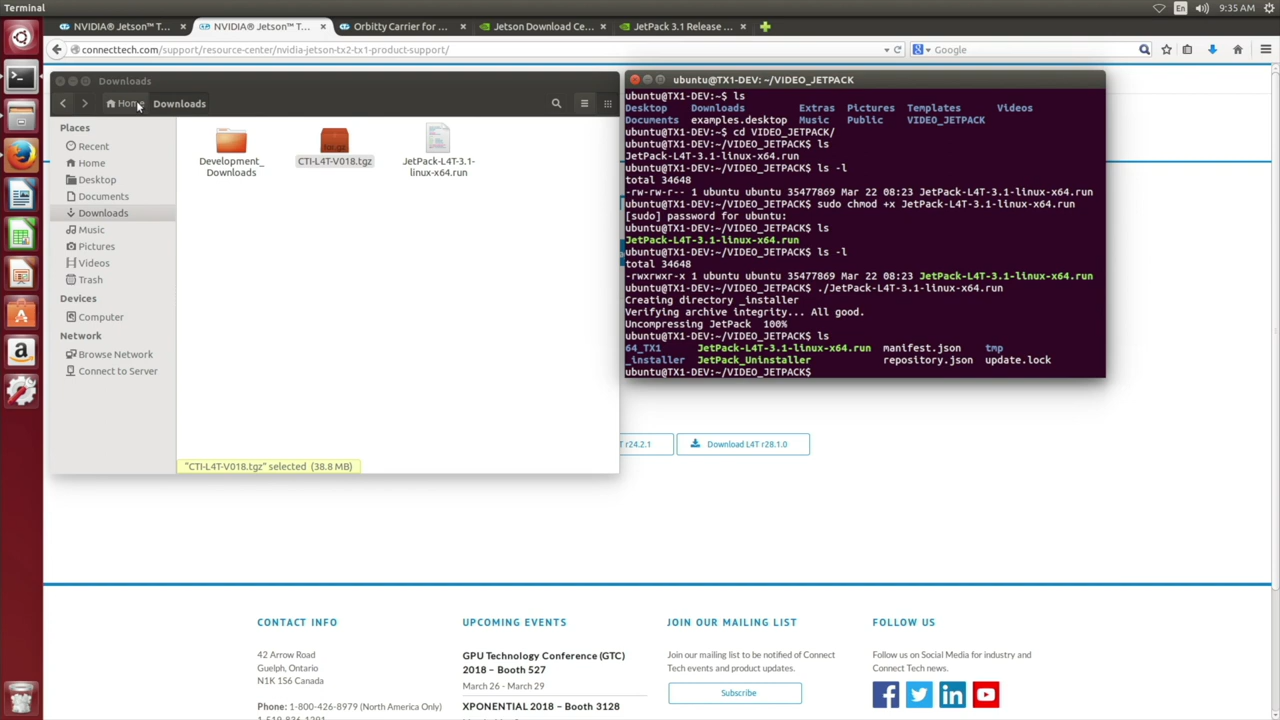 Terminal
En
9:35 AM
NVIDIA® Jetson™ T...
NVIDIA® Jetson™ T...
Orbitty Carrier for ...
Jetson Download Ce...
JetPack 3.1 Release ...
connecttech.com/support/resource-center/nvidia-jetson-tx2-tx1-product-support/
Google
Downloads
Home
Downloads
Places
Recent
Home
Desktop
Documents
Downloads
Music
Pictures
Videos
Trash
Devices
Computer
Network
Browse Network
Connect to Server
Development_
Downloads
tar.gz
CTI-L4T-V018.tgz
JetPack-L4T-3.1-
linux-x64.run
"CTI-L4T-V018.tgz" selected (38.8 MB)
ubuntu@TX1-DEV: ~/VIDEO_JETPACK
ubuntu@TX1-DEV:~$ ls
Desktop Downloads Extras Pictures Templates Videos
Documents examples.desktop Music Public VIDEO_JETPACK
ubuntu@TX1-DEV:~$ cd VIDEO_JETPACK/
ubuntu@TX1-DEV:~/VIDEO_JETPACK$ ls
JetPack-L4T-3.1-linux-x64.run
ubuntu@TX1-DEV:~/VIDEO_JETPACK$ ls -l
total 34648
-rw-rw-r-- 1 ubuntu ubuntu 35477869 Mar 22 08:23 JetPack-L4T-3.1-linux-x64.run
ubuntu@TX1-DEV:~/VIDEO_JETPACK$ sudo chmod +x JetPack-L4T-3.1-linux-x64.run
[sudo] password for ubuntu:
ubuntu@TX1-DEV:~/VIDEO_JETPACK$ ls
JetPack-L4T-3.1-linux-x64.run
ubuntu@TX1-DEV:~/VIDEO_JETPACK$ ls -l
total 34648
-rwxrwxr-x 1 ubuntu ubuntu 35477869 Mar 22 08:23 JetPack-L4T-3.1-linux-x64.run
ubuntu@TX1-DEV:~/VIDEO_JETPACK$ ./JetPack-L4T-3.1-linux-x64.run
Creating directory _installer
Verifying archive integrity... All good.
Uncompressing JetPack 100%
ubuntu@TX1-DEV:~/VIDEO_JETPACK$ ls
64_TX1 JetPack-L4T-3.1-linux-x64.run manifest.json tmp
_installer JetPack_Uninstaller repository.json update.lock
ubuntu@TX1-DEV:~/VIDEO_JETPACK$
T r24.2.1
Download L4T r28.1.0
CONTACT INFO
42 Arrow Road
Guelph, Ontario
N1K 1S6 Canada
Phone: 1-800-426-8979 (North America)
1-519-836-1291
UPCOMING EVENTS
GPU Technology Conference (GTC)
2018 – Booth 527
March 26 - March 29
XPONENTIAL 2018 – Booth 3128
JOIN OUR MAILING LIST
Join our mailing list to be notified of Connect
Tech events and product updates.
Subscribe
FOLLOW US
Follow us on Social Media for industry and
Connect Tech news.